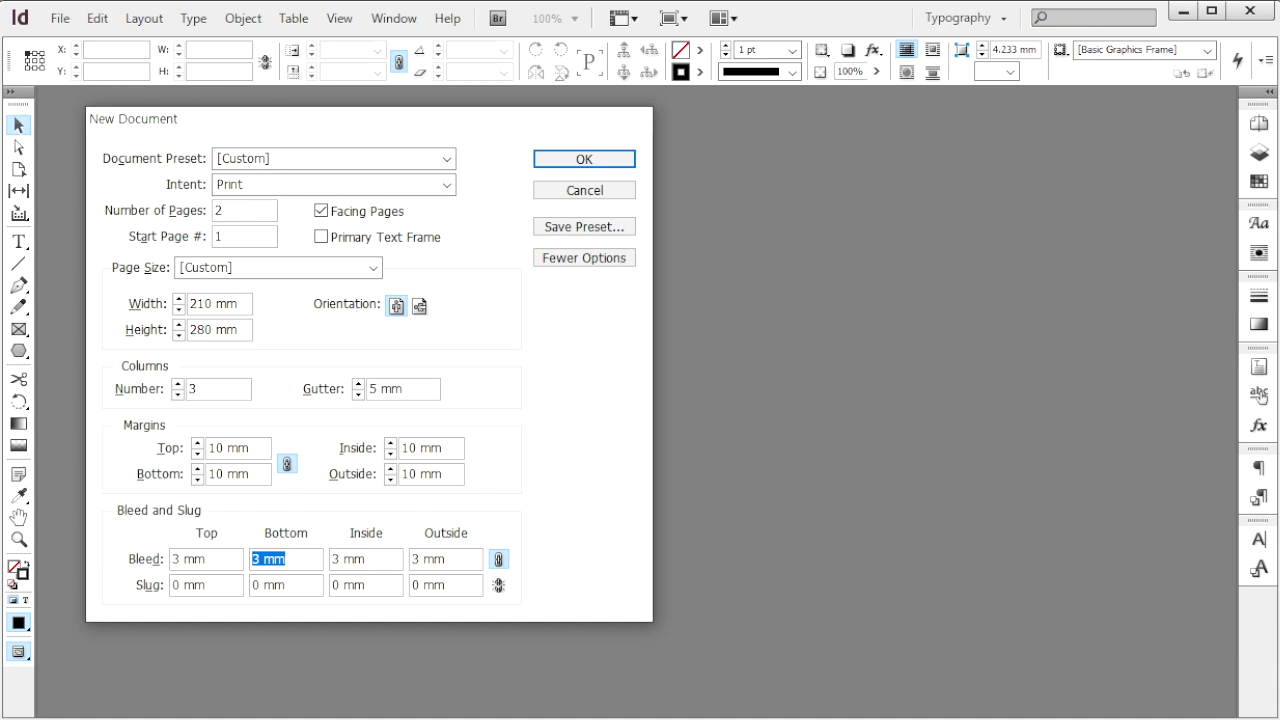 Id File Edit Layout Type Object Table View Window Help Br 100% Typography
X: W: 1 pt 4.233 mm [Basic Graphics Frame]
Y: H: P fx 100%
New Document
Document Preset: [Custom] OK
Intent: Print Cancel
Number of Pages: 2 Facing Pages
Save Preset...
Start Page #: 1 Primary Text Frame
Fewer Options
Page Size: [Custom]
Width: 210 mm Orientation:
Height: 280 mm
Columns
Number: 3 Gutter: 5 mm
Margins
Top: 10 mm Inside: 10 mm
Bottom: 10 mm Outside: 10 mm
Bleed and Slug
Top Bottom Inside Outside
Bleed: 3 mm 3 mm 3 mm 3 mm
Slug: 0 mm 0 mm 0 mm 0 mm
T
T
Aa
abc
fx
A
A